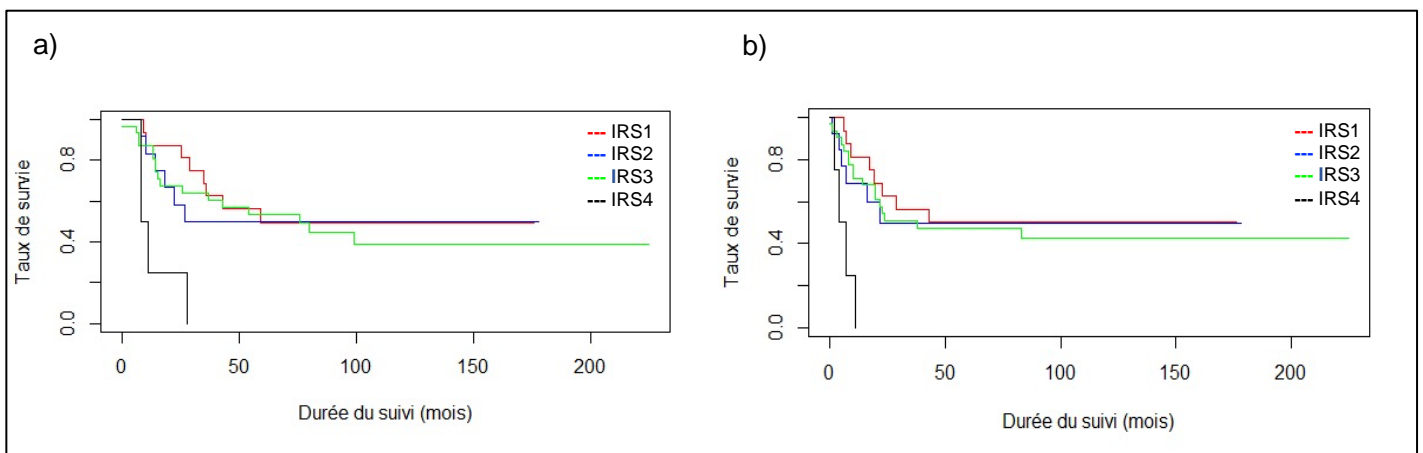 a)
Taux de survie
0.8
0.4
0.0
IRS1
IRS2
IRS3
IRS4
0 50 100 150 200
Durée du suivi (mois)
b)
Taux de survie
0.8
0.4
0.0
IRS1
IRS2
IRS3
IRS4
0 50 100 150 200
Durée du suivi (mois)